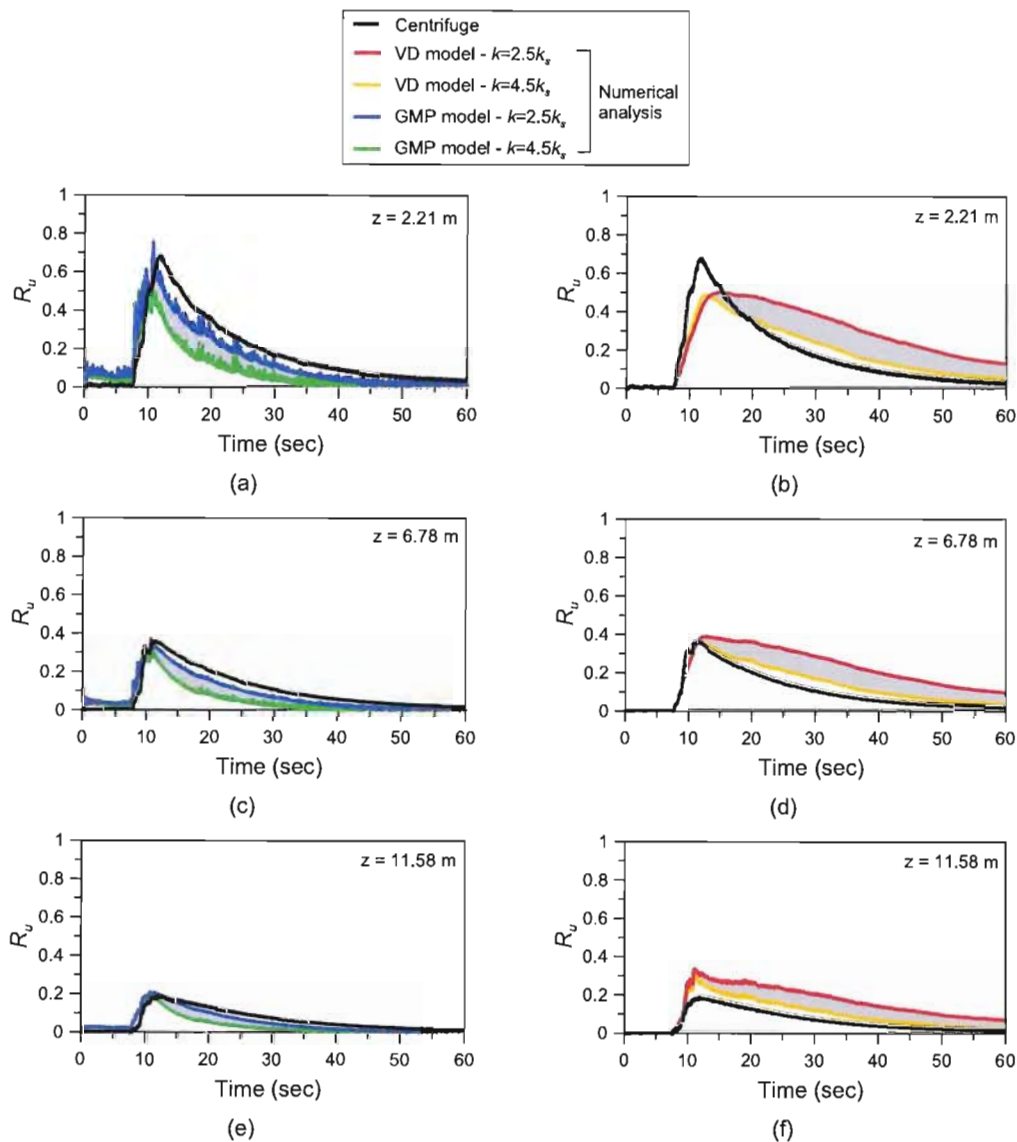 Centrifuge
VD model - k=2.5kₛ
VD model - k=4.5kₛ
GMP model - k=2.5kₛ
GMP model - k=4.5kₛ
Numerical
analysis
z = 2.21 m
1
0.8
0.6
0.4
0.2
0
Rᵤ
0 10 20 30 40 50 60
Time (sec)
(a)
z = 2.21 m
1
0.8
0.6
0.4
0.2
0
Rᵤ
0 10 20 30 40 50 60
Time (sec)
(b)
z = 6.78 m
1
0.8
0.6
0.4
0.2
0
Rᵤ
0 10 20 30 40 50 60
Time (sec)
(c)
z = 6.78 m
1
0.8
0.6
0.4
0.2
0
Rᵤ
0 10 20 30 40 50 60
Time (sec)
(d)
z = 11.58 m
1
0.8
0.6
0.4
0.2
0
Rᵤ
0 10 20 30 40 50 60
Time (sec)
(e)
z = 11.58 m
1
0.8
0.6
0.4
0.2
0
Rᵤ
0 10 20 30 40 50 60
Time (sec)
(f)